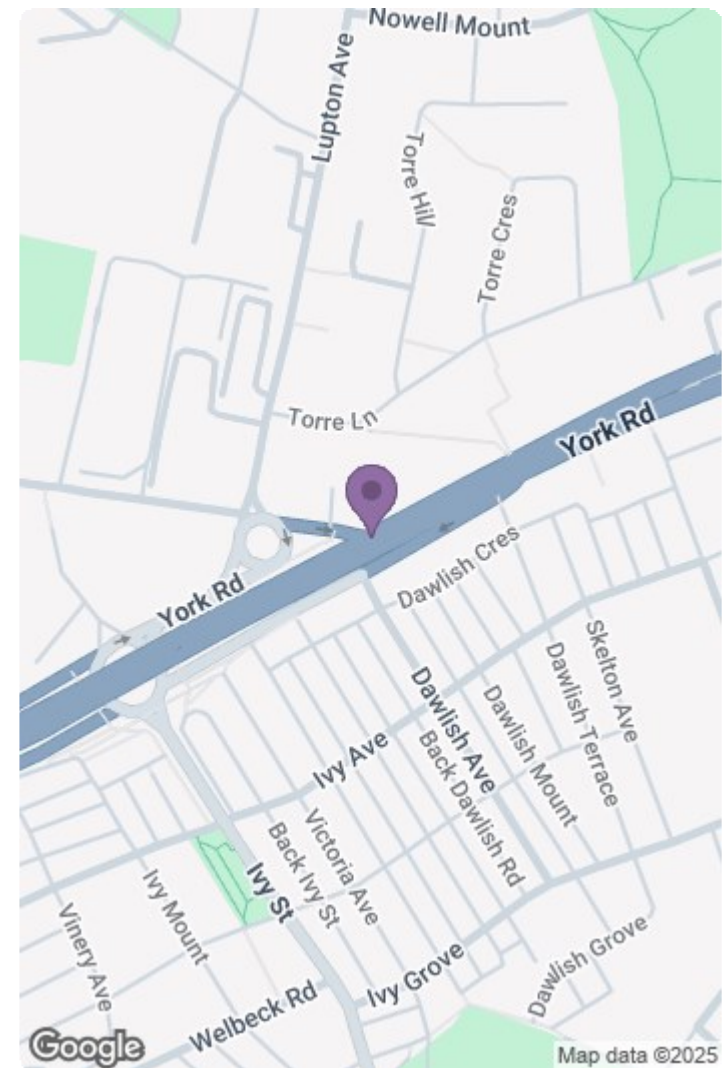 Nowell Mount
Lupton Ave
Torre Hill
Torre Cres
Torre Ln
York Rd
York Rd
Dawlish Cres
Skelton Ave
Dawlish Terrace
Dawlish Mount
Dawlish Ave
Back Dawlish Rd
Ivy Ave
Victoria Ave
Back Ivy St
Ivy St
Ivy Mount
Vinery Ave
Ivy Grove
Dawlish Grove
Welbeck Rd
Google
Map data ©2025